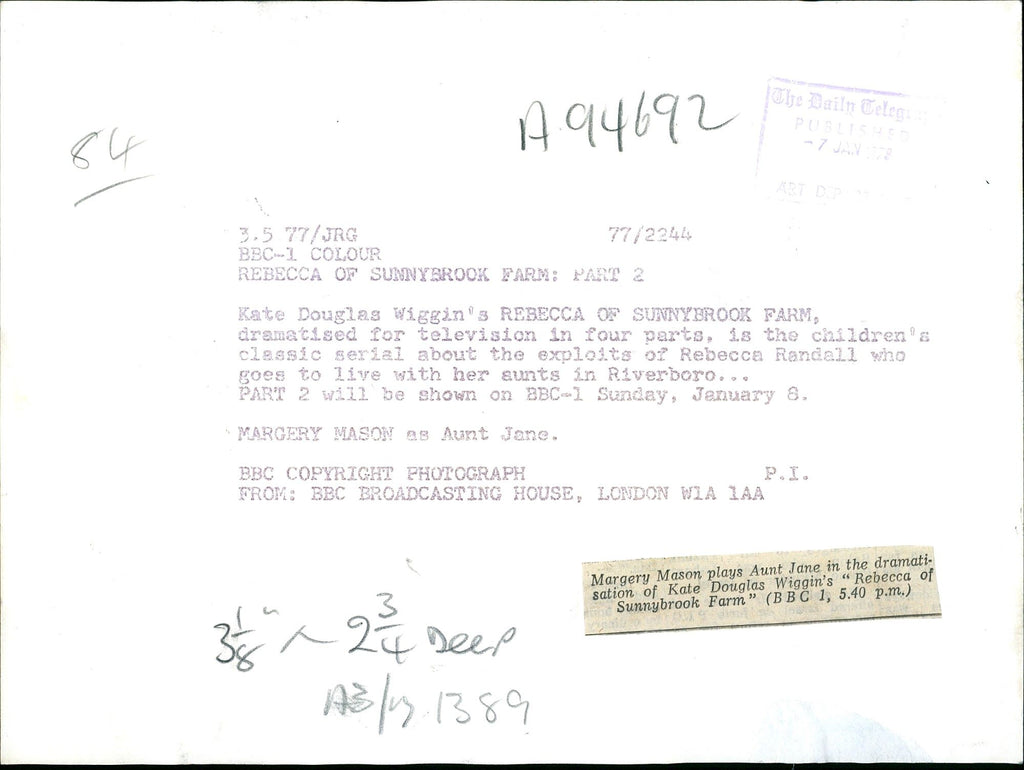 84
A94692
The Daily Telegraph
PUBLISHED
-7 JAN 1978
ART DEP
3.5 77/JRG 77/2244
BBC-1 COLOUR
REBECCA OF SUNNYBROOK FARM: PART 2
Kate Douglas Wiggin's REBECCA OF SUNNYBROOK FARM,
dramatised for television in four parts, is the children's
classic serial about the exploits of Rebecca Randall who
goes to live with her aunts in Riverboro...
PART 2 will be shown on BBC-1 Sunday, January 8.
MARGERY MASON as Aunt Jane.
BBC COPYRIGHT PHOTOGRAPH P.I.
FROM: BBC BROADCASTING HOUSE, LONDON W1A 1AA
Margery Mason plays Aunt Jane in the dramati-
sation of Kate Douglas Wiggin's "Rebecca of
Sunnybrook Farm" (BBC 1, 5.40 p.m.)
3 1/8" 2 3/4 Deep
1389